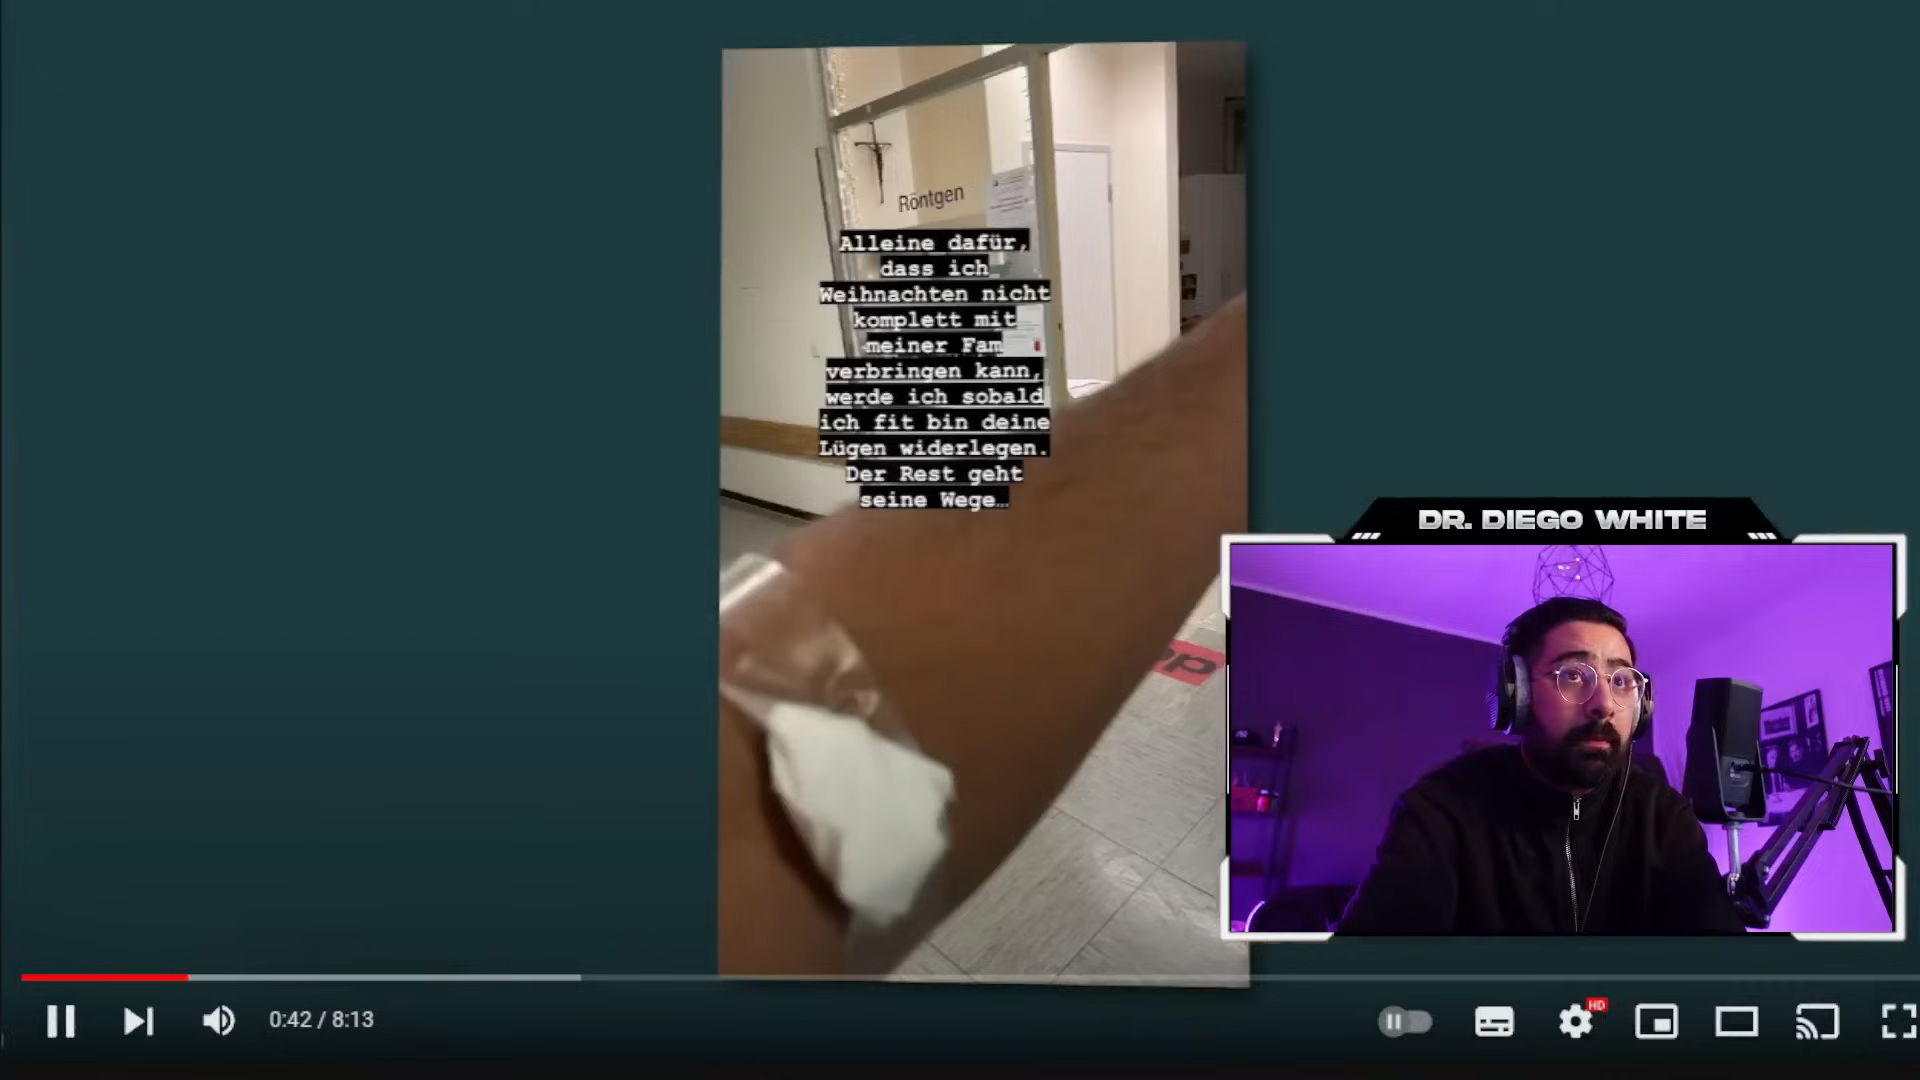 Röntgen
Alleine dafür,
dass ich
Weihnachten nicht
komplett mit
meiner Fam
verbringen kann,
werde ich sobald
ich fit bin deine
Lügen widerlegen.
Der Rest geht
seine Wege…
DR. DIEGO WHITE
0:42 / 8:13
HD